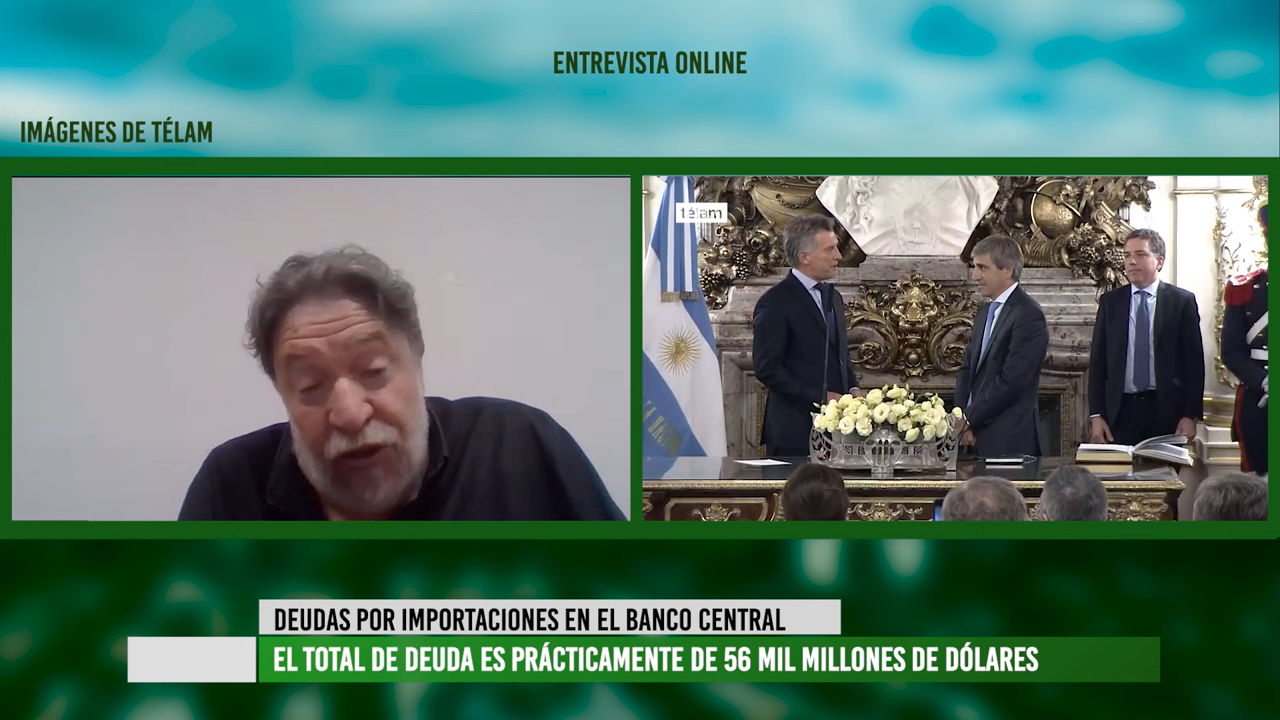 ENTREVISTA ONLINE
IMÁGENES DE TÉLAM
télam
DEUDAS POR IMPORTACIONES EN EL BANCO CENTRAL
EL TOTAL DE DEUDA ES PRÁCTICAMENTE DE 56 MIL MILLONES DE DÓLARES